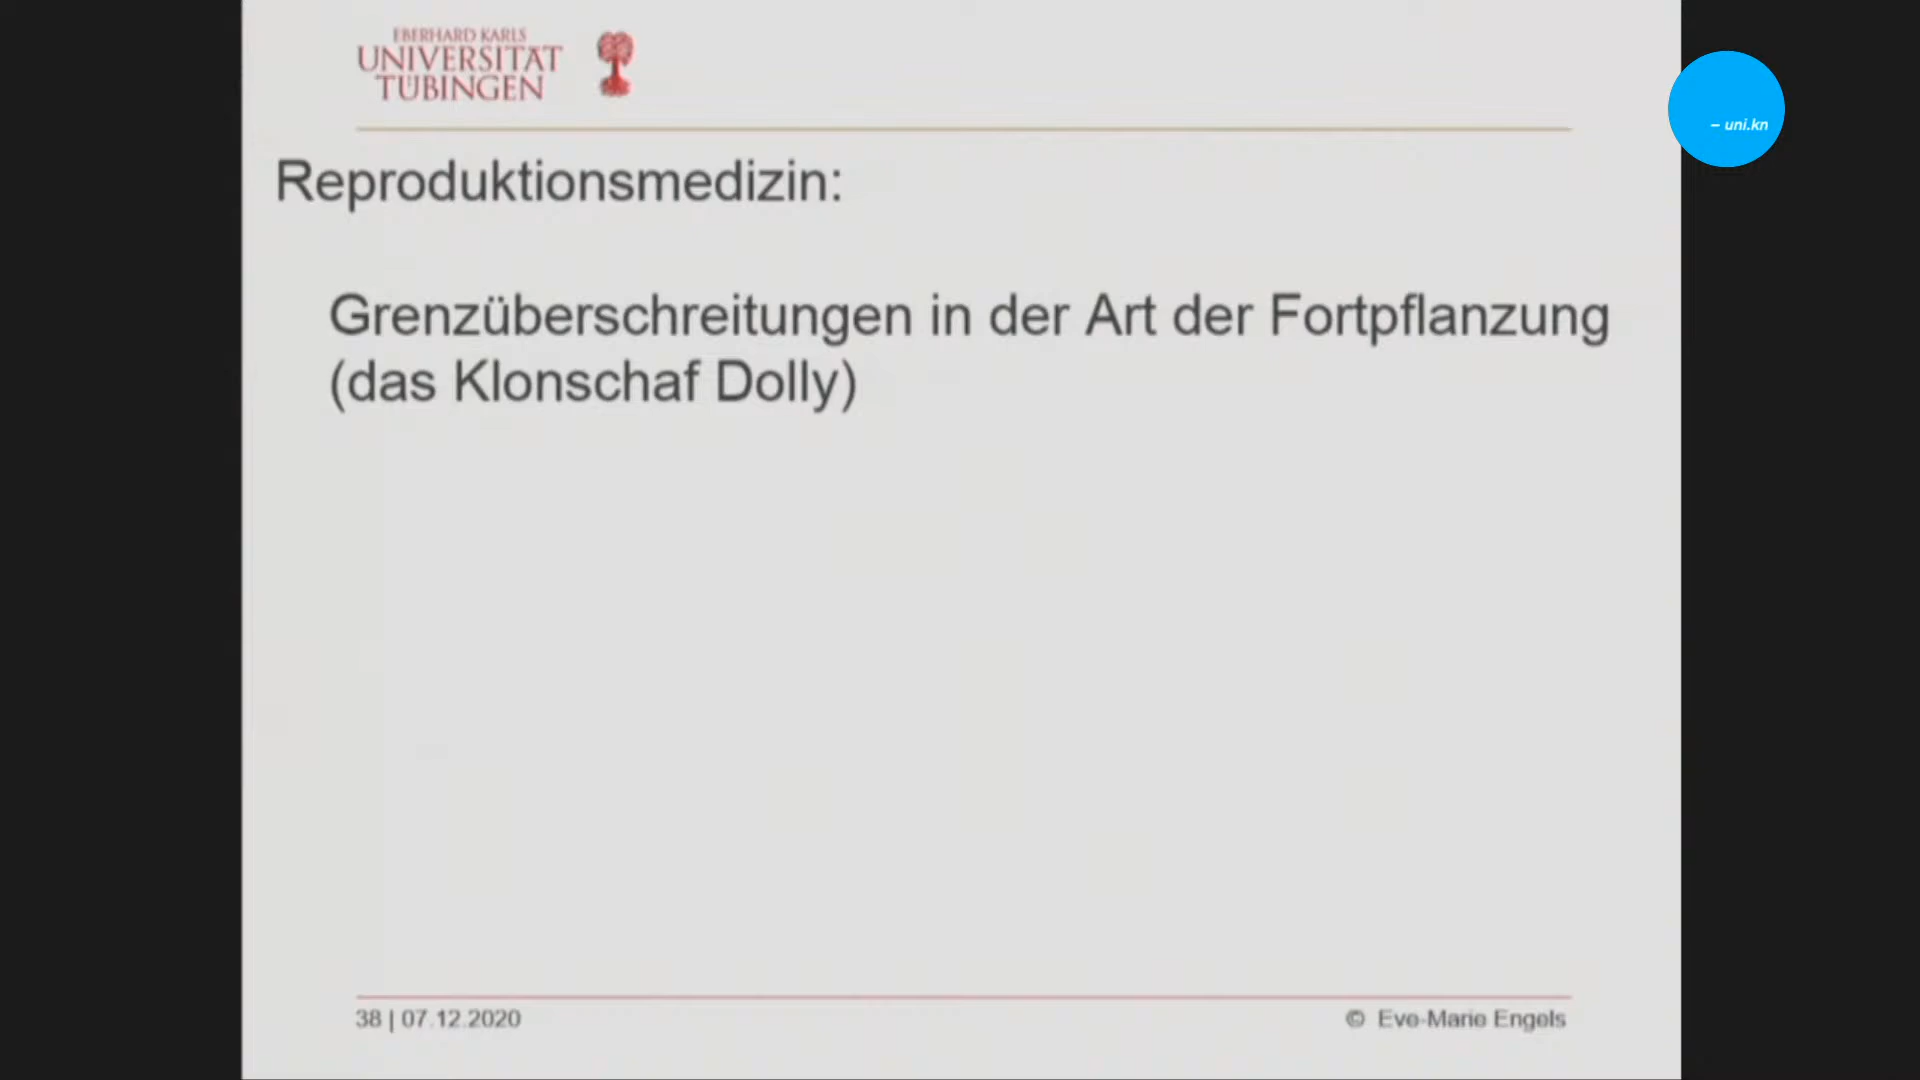 EBERHARD KARLS
UNIVERSITÄT
TÜBINGEN
– uni.kn
Reproduktionsmedizin:
Grenzüberschreitungen in der Art der Fortpflanzung
(das Klonschaf Dolly)
38 | 07.12.2020
© Eve-Marie Engels